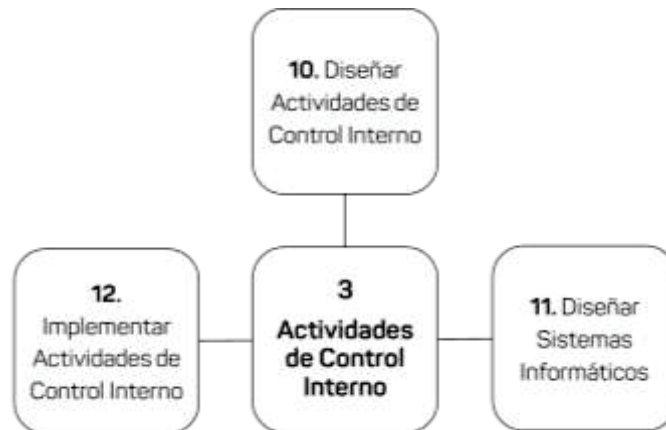 10. Diseñar
Actividades de
Control Interno
12.
Implementar
Actividades de
Control Interno
3
Actividades
de Control
Interno
11. Diseñar
Sistemas
Informáticos